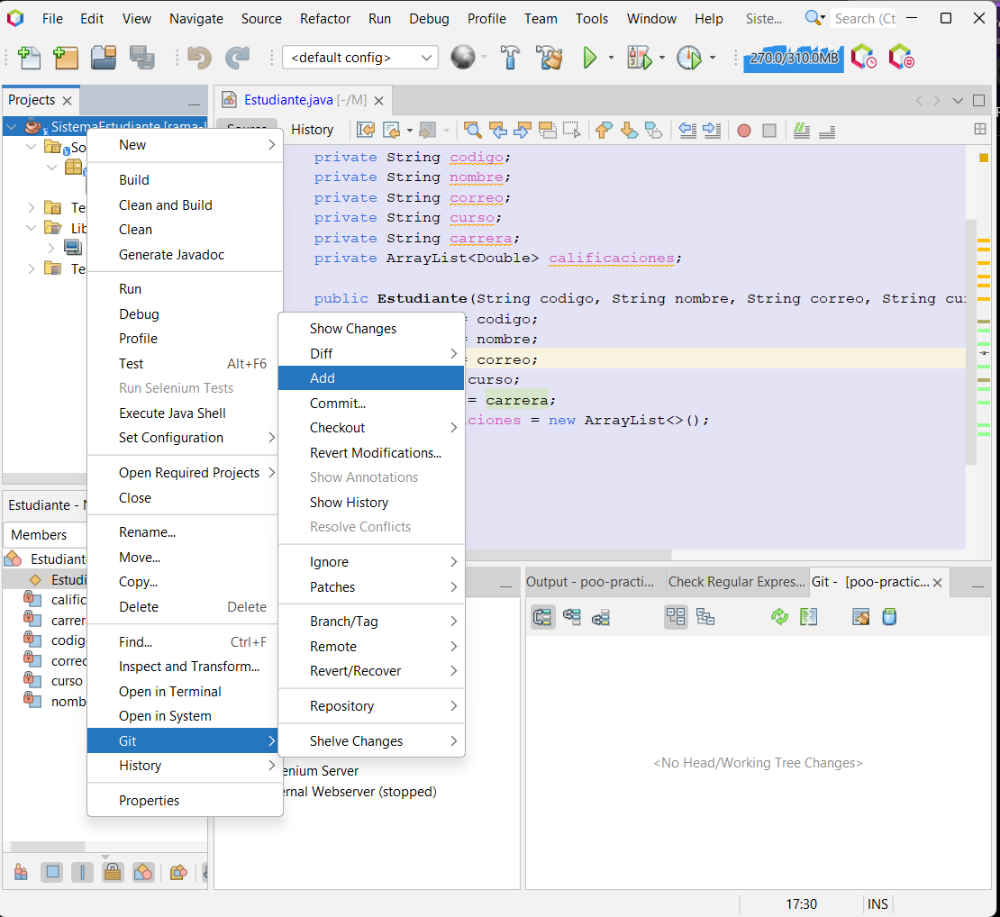 File Edit View Navigate Source Refactor Run Debug Profile Team Tools Window Help Siste... Search (Ct
<default config> 270.0/310.0MB
Projects
Estudiante.java [-/M]
SistemaEstudiante [rama-
Source History
So
Te
Lib
Te
private String codigo;
private String nombre;
private String correo;
private String curso;
private String carrera;
private ArrayList<Double> calificaciones;
public Estudiante(String codigo, String nombre, String correo, String cu
= codigo;
= nombre;
= correo;
curso;
= carrera;
ciones = new ArrayList<>();
New
Build
Clean and Build
Clean
Generate Javadoc
Run
Debug
Profile
Test Alt+F6
Run Selenium Tests
Execute Java Shell
Set Configuration
Open Required Projects
Close
Rename...
Move...
Copy...
Delete Delete
Find... Ctrl+F
Inspect and Transform...
Open in Terminal
Open in System
Git
History
Properties
Show Changes
Diff
Add
Commit...
Checkout
Revert Modifications...
Show Annotations
Show History
Resolve Conflicts
Ignore
Patches
Branch/Tag
Remote
Revert/Recover
Repository
Shelve Changes
Estudiante -
Members
Estudiant
Estudi
califi
carrer
codig
correo
curso
nomb
enium Server
rnal Webserver (stopped)
Output - poo-practi... Check Regular Expres... Git - [poo-practic...
<No Head/Working Tree Changes>
17:30 INS